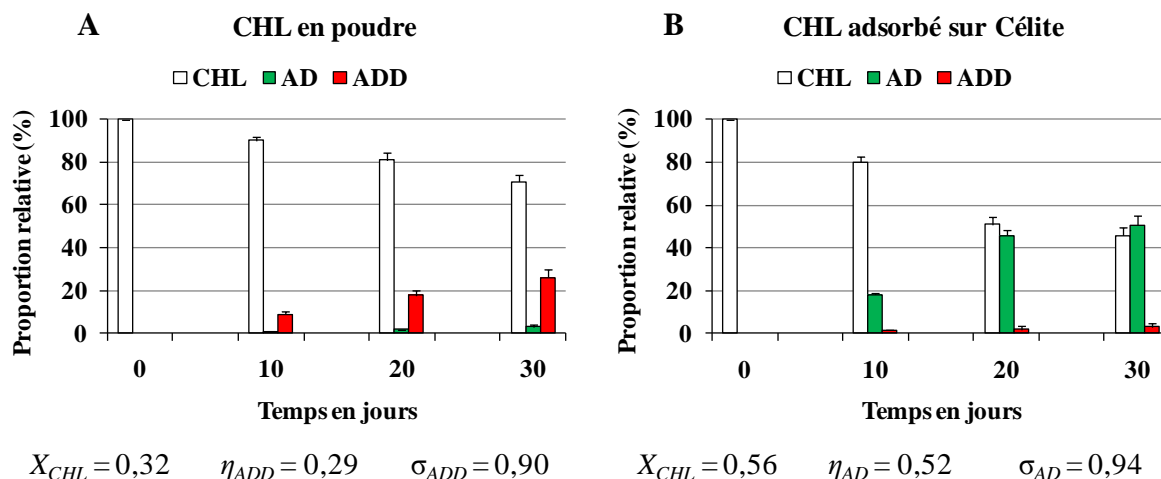 A CHL en poudre
CHL AD ADD
Proportion relative (%)
100
80
60
40
20
0
0 10 20 30
Temps en jours
X_CHL = 0,32 η_ADD = 0,29 σ_ADD = 0,90
B CHL adsorbé sur Célite
CHL AD ADD
Proportion relative (%)
100
80
60
40
20
0
0 10 20 30
Temps en jours
X_CHL = 0,56 η_AD = 0,52 σ_AD = 0,94